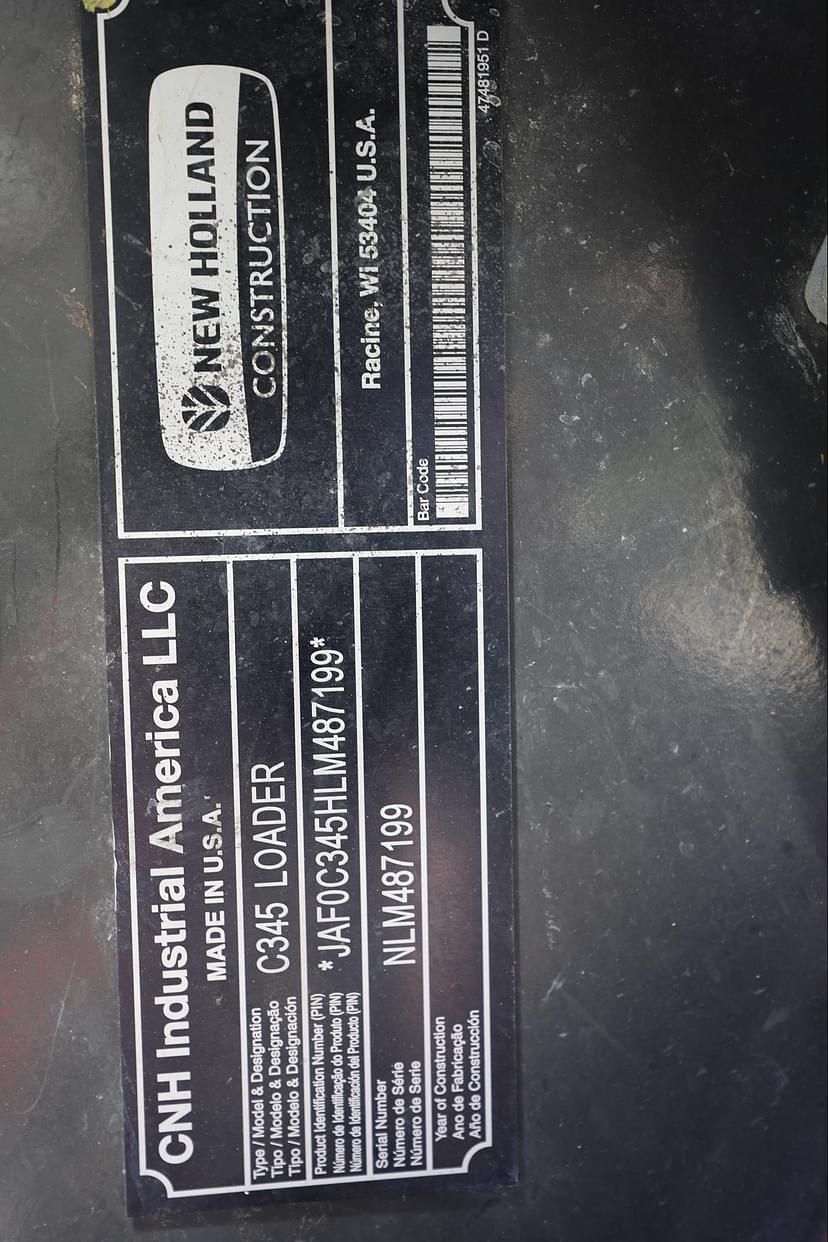 CNH Industrial America LLC
MADE IN U.S.A.
Type / Model & Designation
Tipo / Modelo & Designação
Tipo / Modelo & Designación
C345 LOADER
Product Identification Number (PIN)
Número de Identificação do Produto (PIN)
Número de Identificación del Producto (PIN)
*JAF0C345HLM487199*
Serial Number
Número de Série
Número de Serie
NLM487199
Year of Construction
Ano de Fabricação
Año de Construcción
NEW HOLLAND
CONSTRUCTION
Racine, WI 53404 U.S.A.
Bar Code
47481951 D